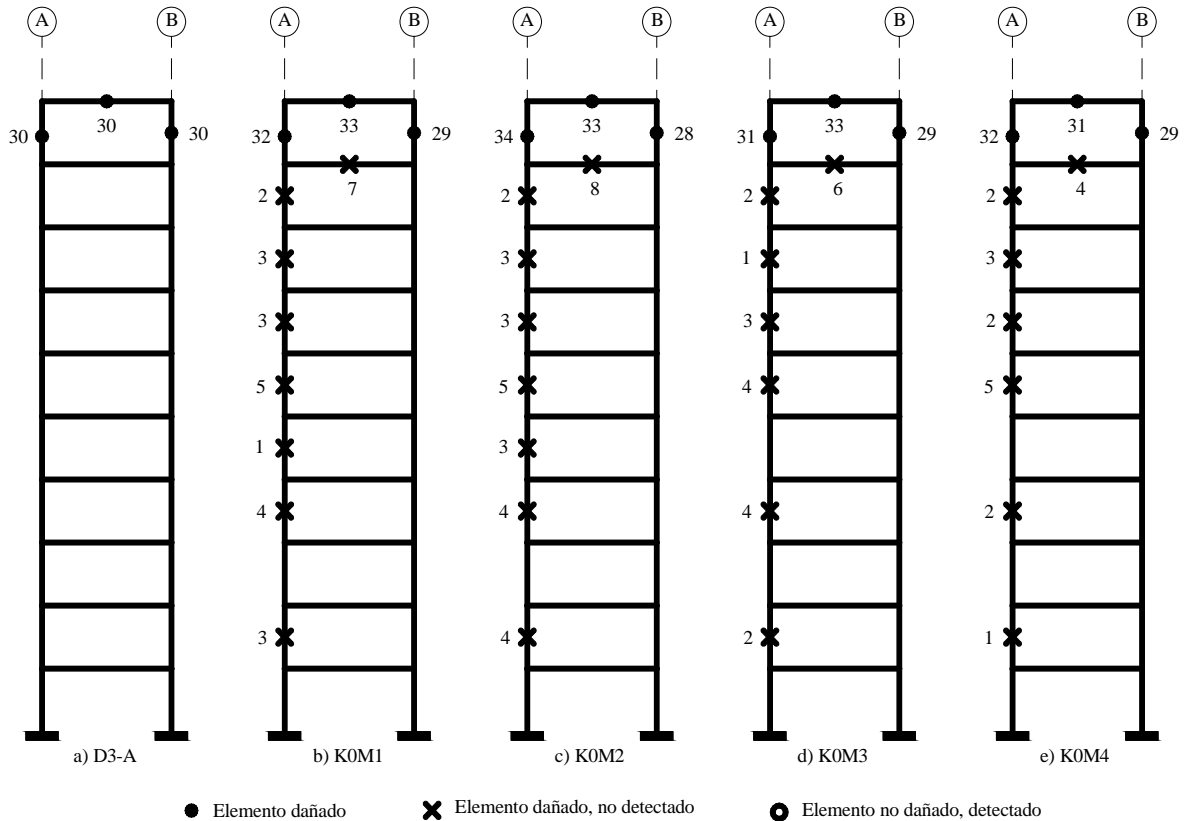 A B A B A B A B A B
30 33 33 33 31
30 30 32 29 34 28 31 29 32 29
7 8 6 4
2 2 2 2
3 3 1 3
3 3 3 2
5 5 4 5
1 3
4 4 4 2
3 4 2 1
a) D3-A b) K0M1 c) K0M2 d) K0M3 e) K0M4
Elemento dañado Elemento dañado, no detectado Elemento no dañado, detectado